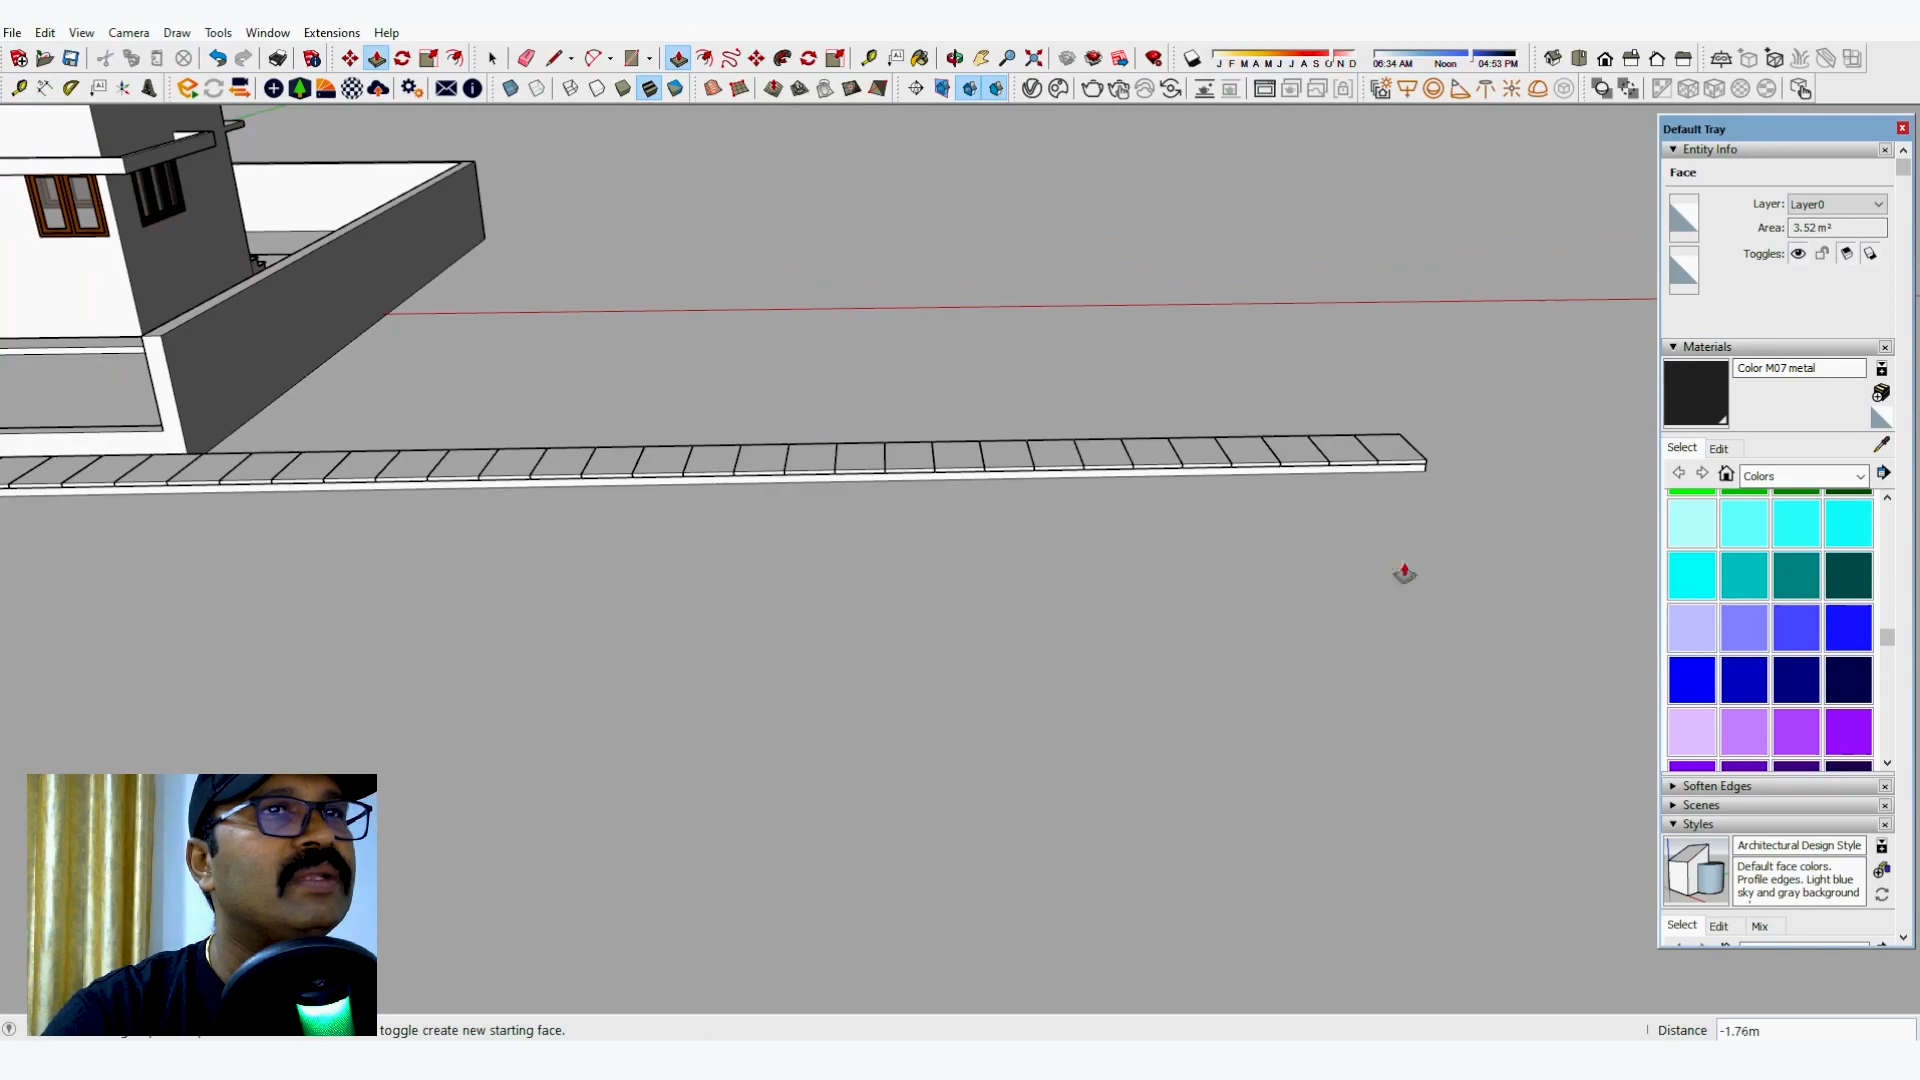 File Edit View Camera Draw Tools Window Extensions Help
J F M A M J J A S O N D
06:34 AM Noon 04:53 PM
Default Tray
Entity Info
Face
Layer: Layer0
Area: 3.52 m²
Toggles:
Materials
Color M07 metal
Select Edit
Colors
Soften Edges
Scenes
Styles
Architectural Design Style
Default face colors.
Profile edges. Light blue
sky and gray background
Select Edit Mix
toggle create new starting face.
Distance -1.76m